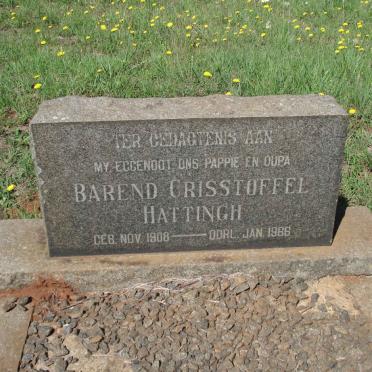 TER GEDAGTENIS AAN
MY EGGENOOT, ONS PAPPIE EN OUPA
BAREND CRISSTOFFEL
HATTINGH
GEB. NOV. 1908 — OORL. JAN. 1986